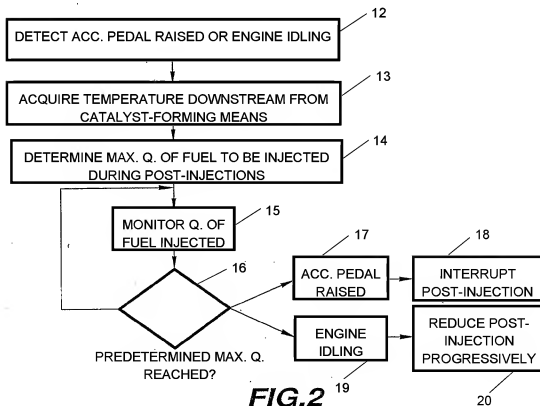 12
DETECT ACC. PEDAL RAISED OR ENGINE IDLING
13
ACQUIRE TEMPERATURE DOWNSTREAM FROM
CATALYST-FORMING MEANS
14
DETERMINE MAX. Q. OF FUEL TO BE INJECTED
DURING POST-INJECTIONS
15
MONITOR Q. OF
FUEL INJECTED
16
PREDETERMINED MAX. Q.
REACHED?
17
ACC. PEDAL
RAISED
18
INTERRUPT
POST-INJECTION
ENGINE
IDLING
19
REDUCE POST-
INJECTION
PROGRESSIVELY
20
FIG.2